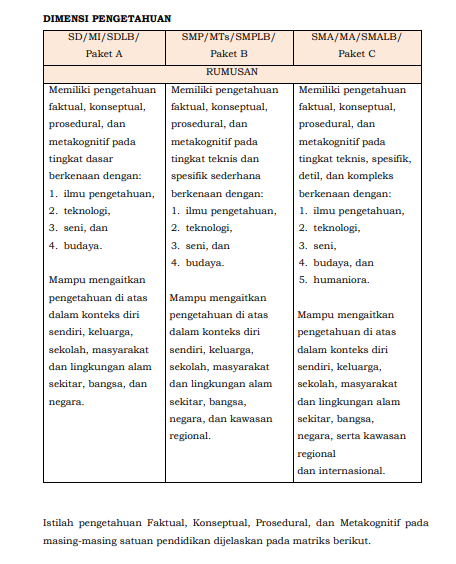 DIMENSI PENGETAHUAN
SD/MI/SDLB/
Paket A
SMP/MTs/SMPLB/
Paket B
SMA/MA/SMALB/
Paket C
RUMUSAN
Memiliki pengetahuan
faktual, konseptual,
prosedural, dan
metakognitif pada
tingkat dasar
berkenaan dengan:
1. ilmu pengetahuan,
2. teknologi,
3. seni, dan
4. budaya.
Mampu mengaitkan
pengetahuan di atas
dalam konteks diri
sendiri, keluarga,
sekolah, masyarakat
dan lingkungan alam
sekitar, bangsa, dan
negara.
Memiliki pengetahuan
faktual, konseptual,
prosedural, dan
metakognitif pada
tingkat teknis dan
spesifik sederhana
berkenaan dengan:
1. ilmu pengetahuan,
2. teknologi,
3. seni, dan
4. budaya.
Mampu mengaitkan
pengetahuan di atas
dalam konteks diri
sendiri, keluarga,
sekolah, masyarakat
dan lingkungan alam
sekitar, bangsa,
negara, dan kawasan
regional.
Memiliki pengetahuan
faktual, konseptual,
prosedural, dan
metakognitif pada
tingkat teknis, spesifik,
detil, dan kompleks
berkenaan dengan:
1. ilmu pengetahuan,
2. teknologi,
3. seni,
4. budaya, dan
5. humaniora.
Mampu mengaitkan
pengetahuan di atas
dalam konteks diri
sendiri, keluarga,
sekolah, masyarakat
dan lingkungan alam
sekitar, bangsa,
negara, serta kawasan
regional
dan internasional.
Istilah pengetahuan Faktual, Konseptual, Prosedural, dan Metakognitif pada
masing-masing satuan pendidikan dijelaskan pada matriks berikut.